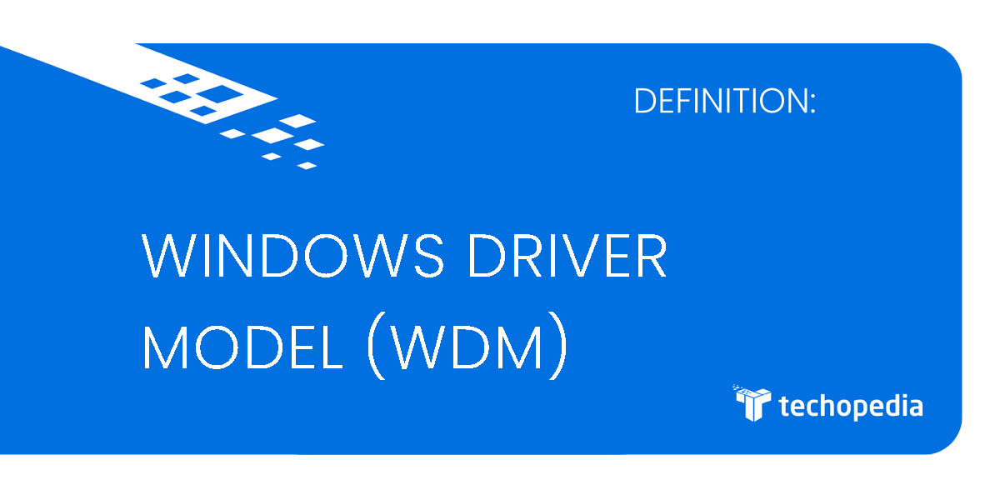 DEFINITION:
WINDOWS DRIVER
MODEL (WDM)
techopedia